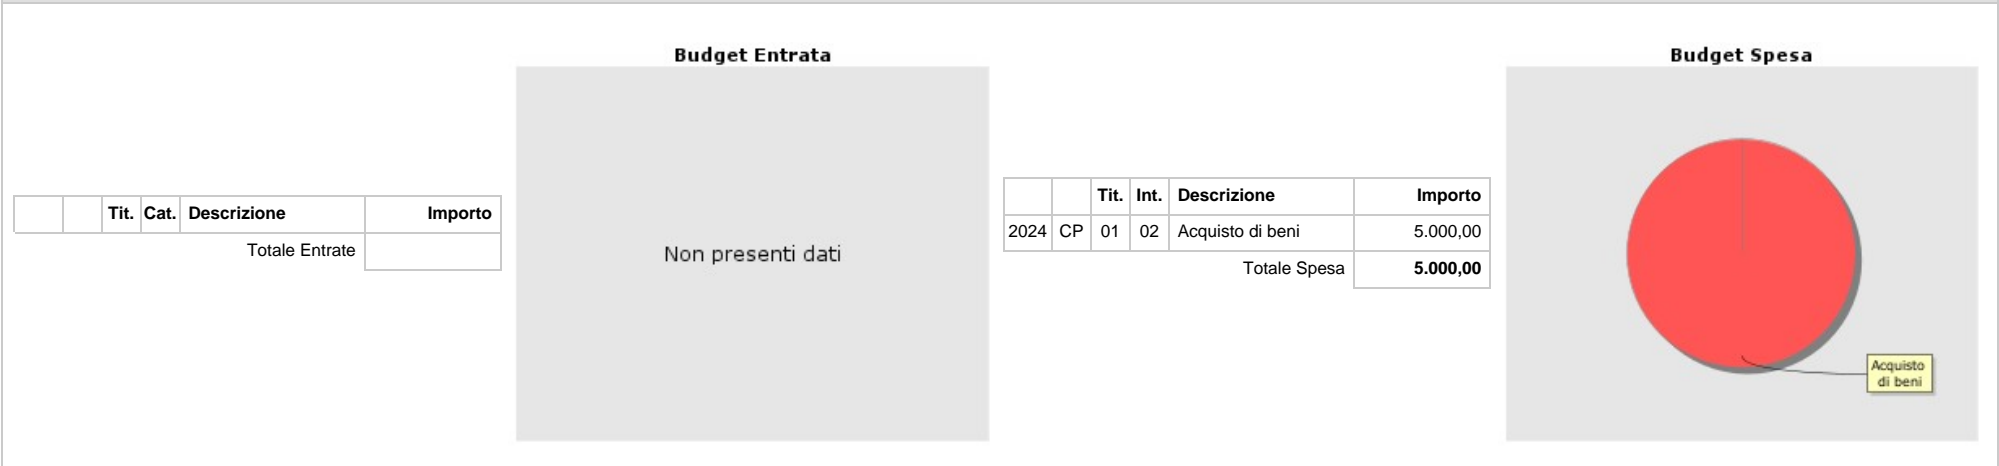 Budget Entrata
Tit. Cat. Descrizione Importo
Totale Entrate
Non presenti dati
Budget Spesa
Tit. Int. Descrizione Importo
2024 CP 01 02 Acquisto di beni 5.000,00
Totale Spesa 5.000,00
Acquisto
di beni